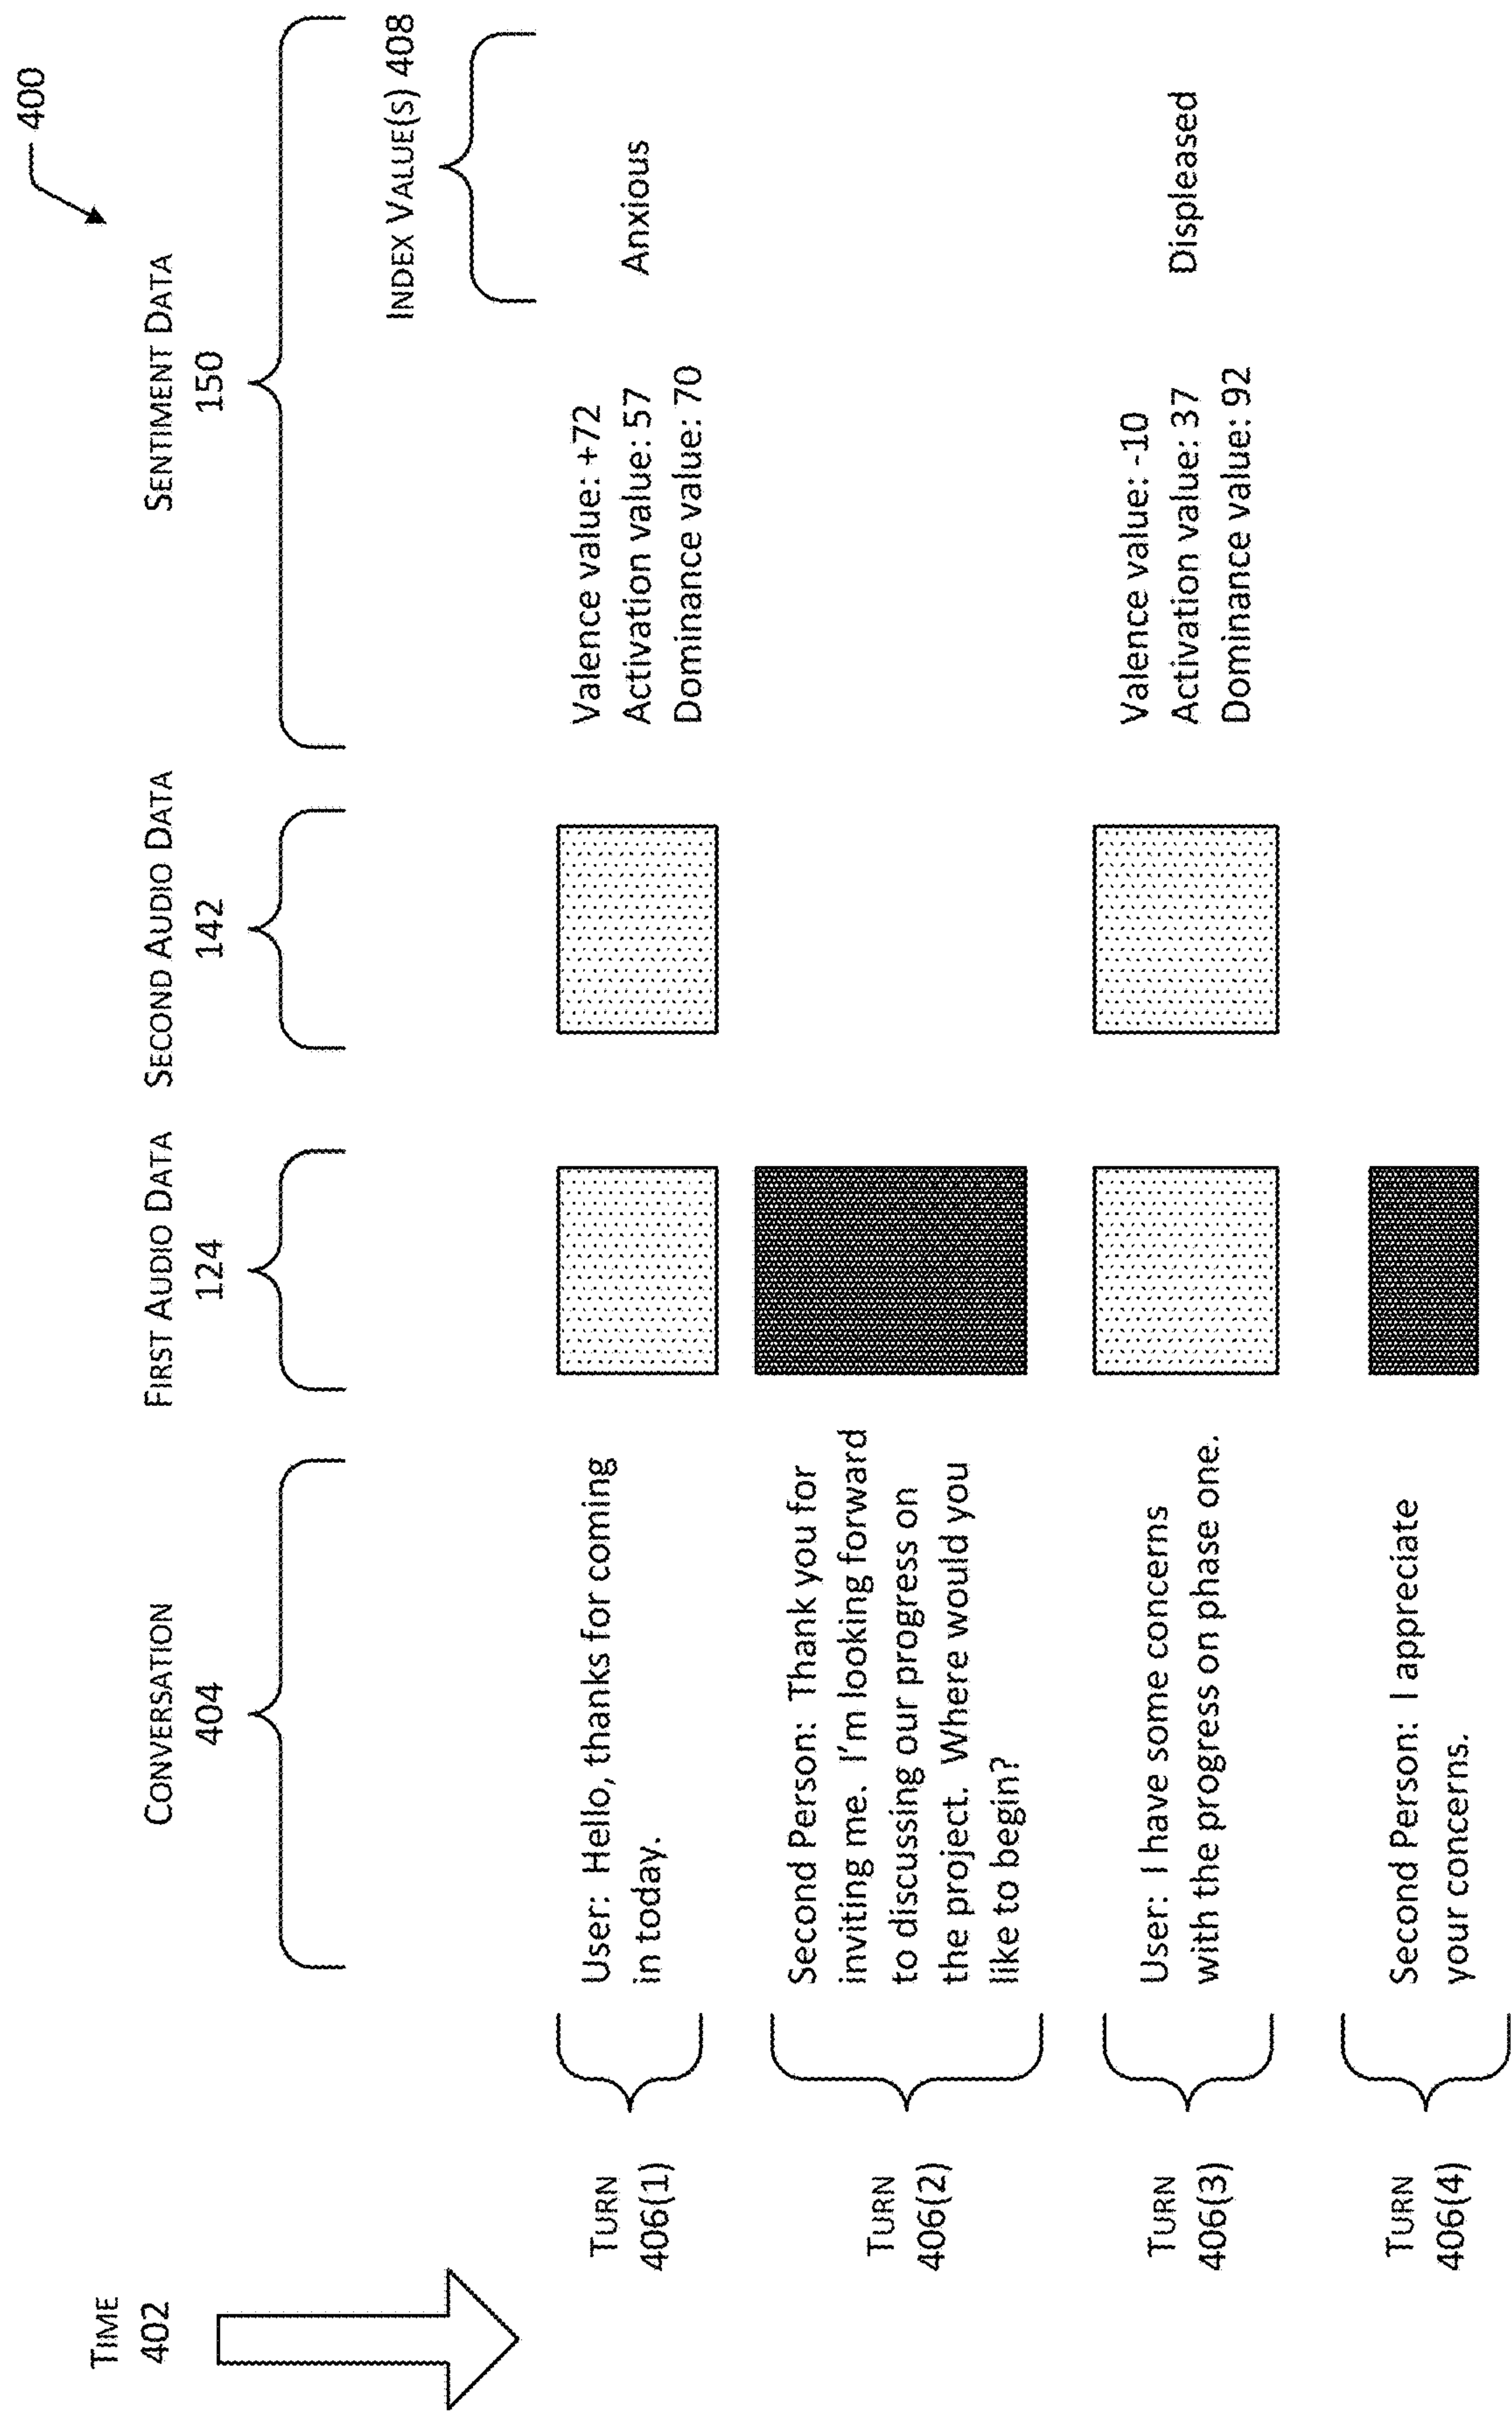 400
TIME
402
CONVERSATION
404
FIRST AUDIO DATA
124
SECOND AUDIO DATA
142
SENTIMENT DATA
150
INDEX VALUE(S) 408
TURN
406(1)
User: Hello, thanks for coming
in today.
Valence value: +72
Activation value: 57
Dominance value: 70
Anxious
TURN
406(2)
Second Person: Thank you for
inviting me. I'm looking forward
to discussing our progress on
the project. Where would you
like to begin?
TURN
406(3)
User: I have some concerns
with the progress on phase one.
Valence value: -10
Activation value: 37
Dominance value: 92
Displeased
TURN
406(4)
Second Person: I appreciate
your concerns.